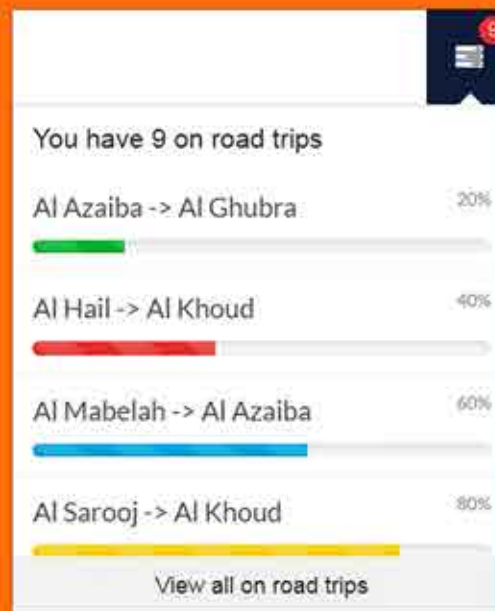 9
You have 9 on road trips
Al Azaiba -> Al Ghubra
20%
Al Hail -> Al Khoud
40%
Al Mabelah -> Al Azaiba
60%
Al Sarooj -> Al Khoud
80%
View all on road trips